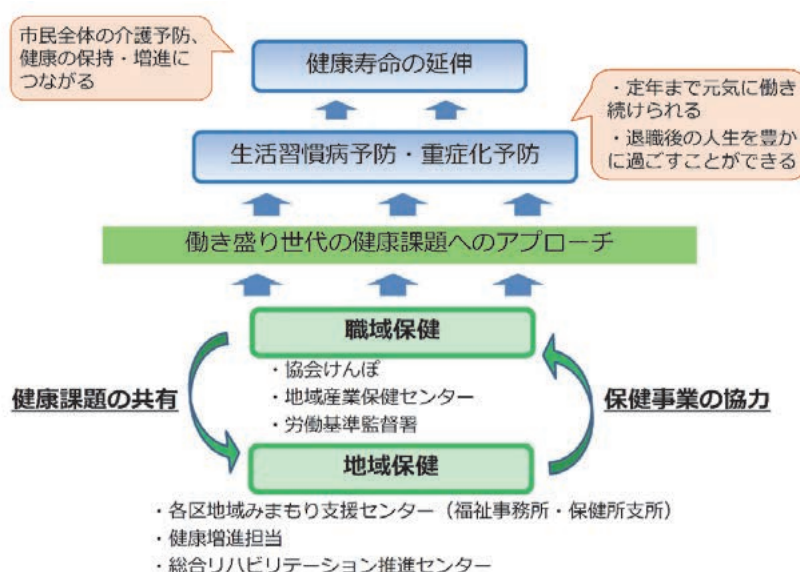 市民全体の介護予防、
健康の保持・増進に
つながる
健康寿命の延伸
・定年まで元気に働き
続けられる
・退職後の人生を豊か
に過ごすことができる
生活習慣病予防・重症化予防
働き盛り世代の健康課題へのアプローチ
職域保健
・協会けんぽ
・地域産業保健センター
・労働基準監督署
健康課題の共有
保健事業の協力
地域保健
・各区地域みまもり支援センター（福祉事務所・保健所支所）
・健康増進担当
・総合リハビリテーション推進センター